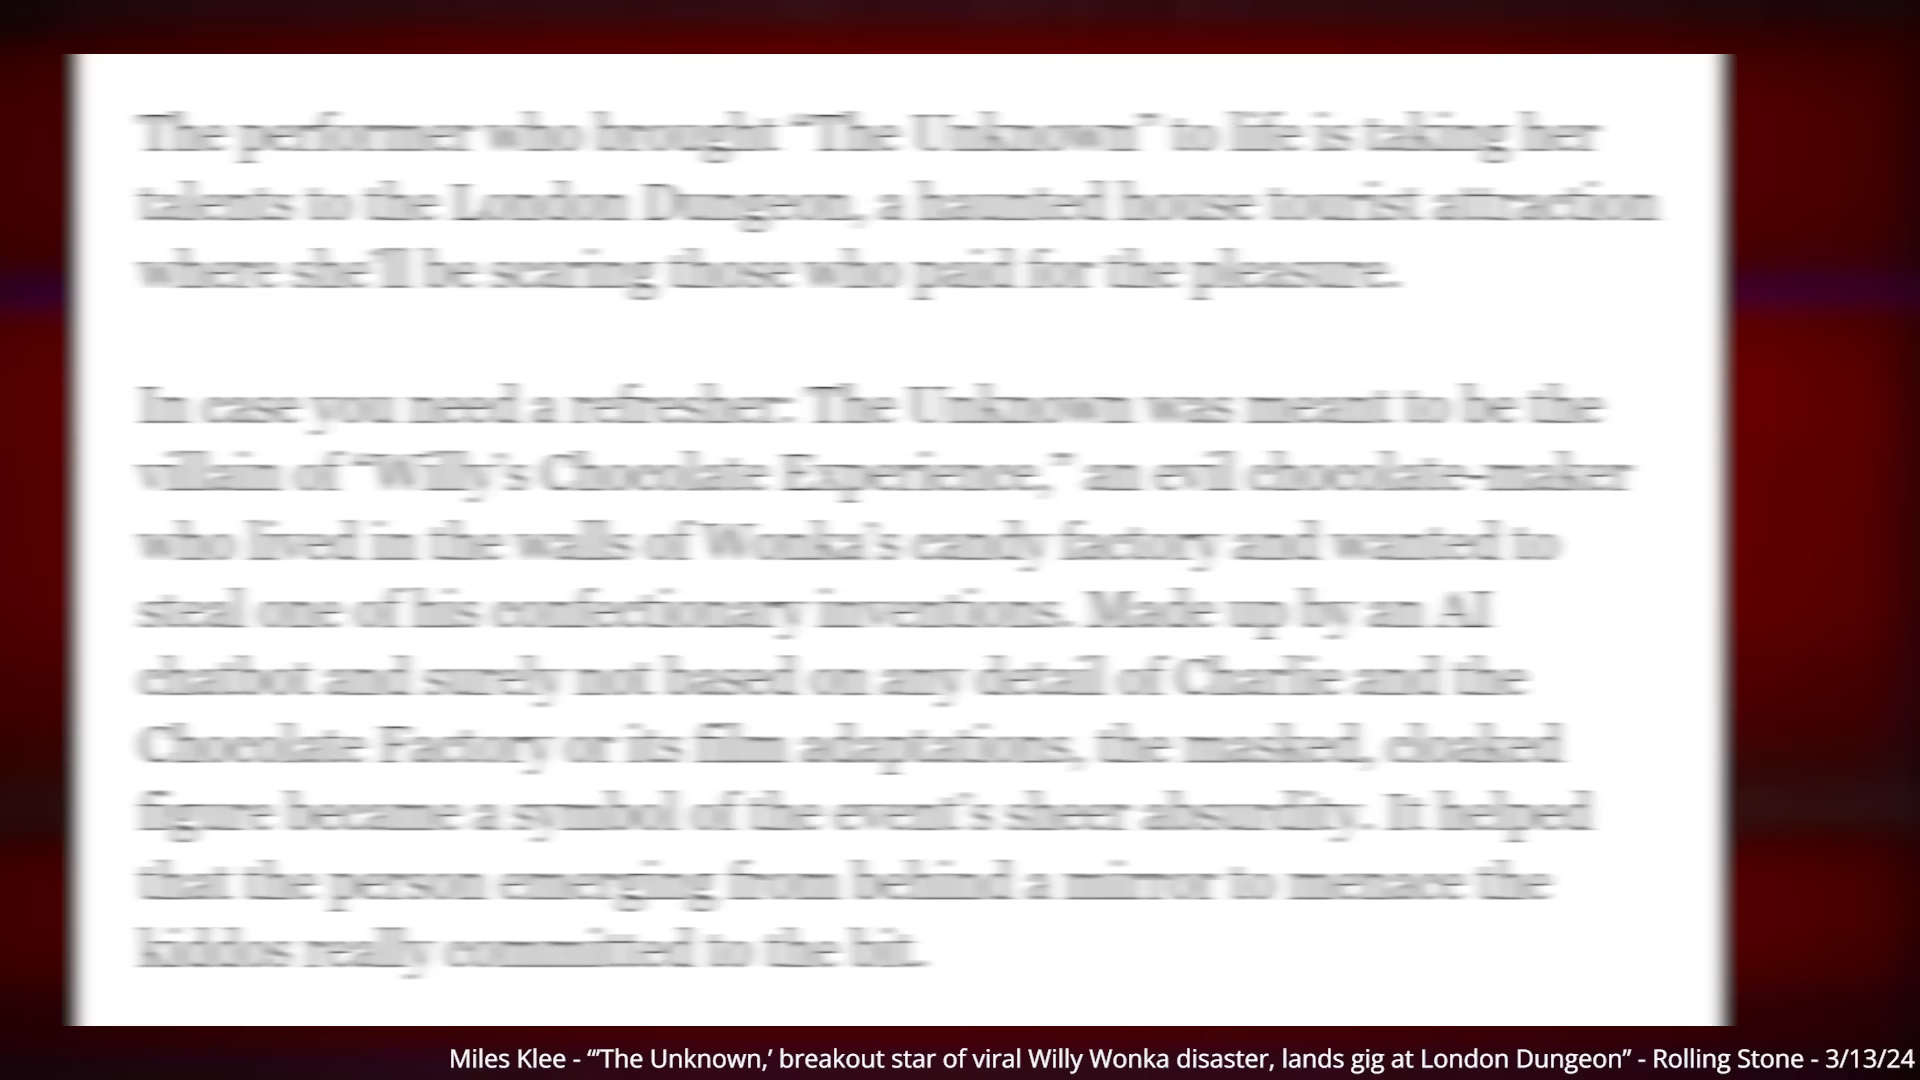 The performer who brought “The Unknown” to life is taking her
talents to the London Dungeon, a haunted house tourist attraction
where she’ll be scaring those who paid for the pleasure.
In case you need a refresher: The Unknown was meant to be the
villain of “Willy’s Chocolate Experience,” an evil chocolate-maker
who lived in the walls of Wonka’s candy factory and wanted to
steal one of his confectionary inventions. Made up by an AI
chatbot and surely not based on any detail of Charlie and the
Chocolate Factory or its film adaptations, the masked, cloaked
figure became a symbol of the event’s sheer absurdity. It helped
that the person emerging from behind a mirror to menace the
kiddos really committed to the bit.
Miles Klee - “‘The Unknown,’ breakout star of viral Willy Wonka disaster, lands gig at London Dungeon” - Rolling Stone - 3/13/24